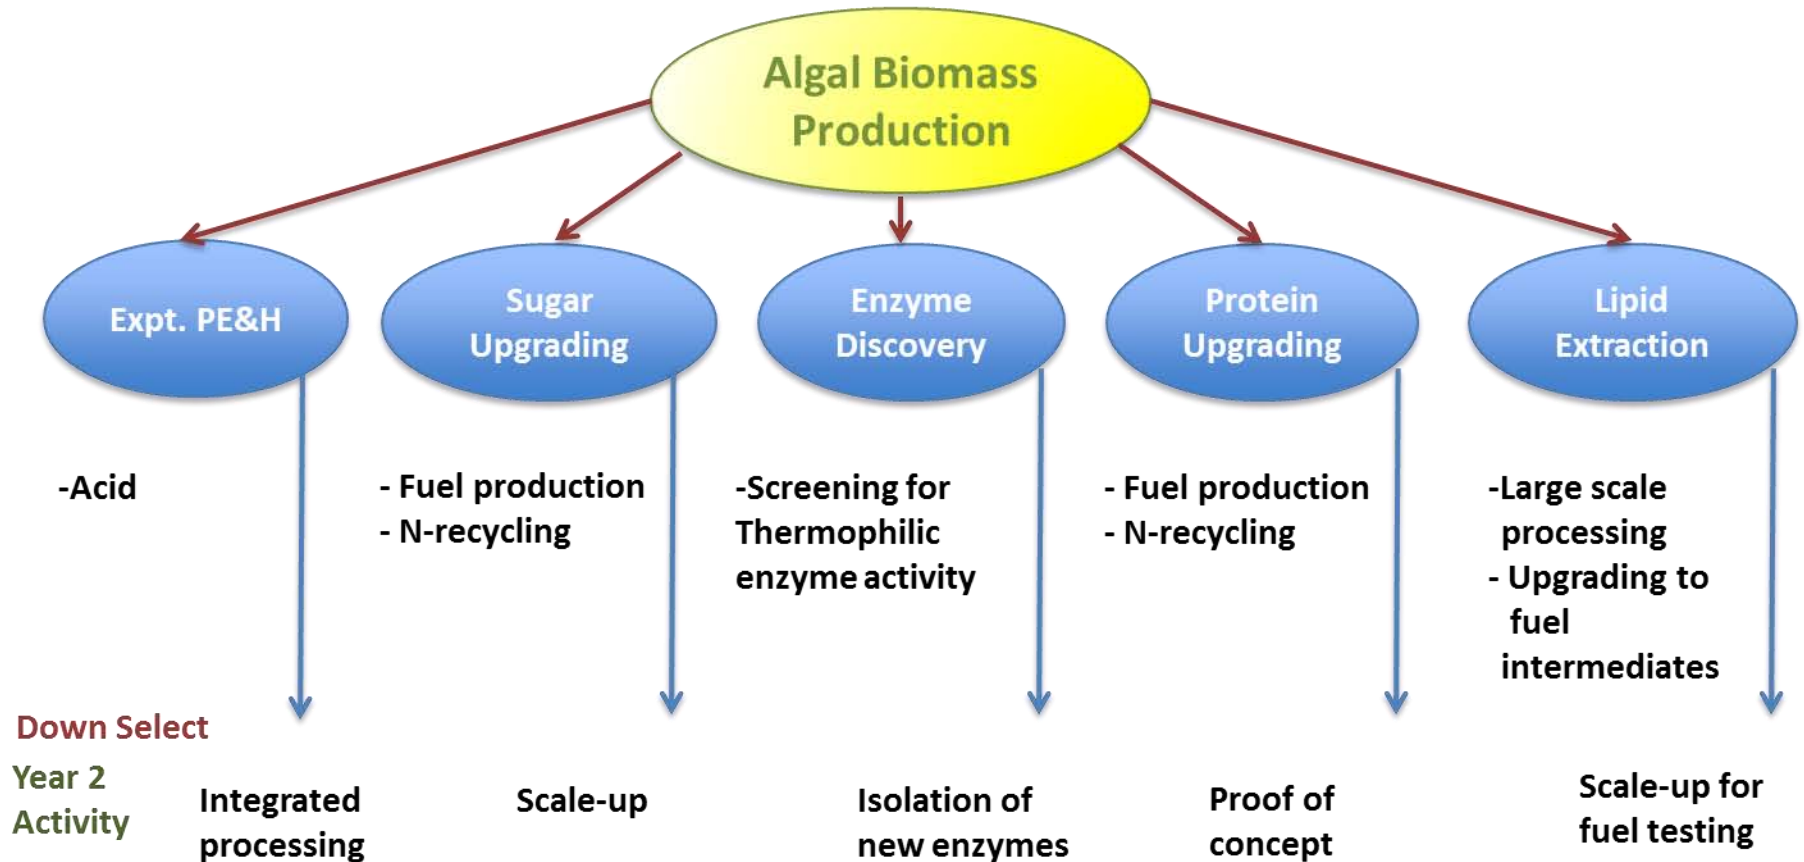 Algal Biomass
Production
Expt. PE&H
Sugar
Upgrading
Enzyme
Discovery
Protein
Upgrading
Lipid
Extraction
-Acid
- Fuel production
- N-recycling
-Screening for
Thermophilic
enzyme activity
- Fuel production
- N-recycling
-Large scale
processing
- Upgrading to
fuel
intermediates
Down Select
Year 2
Activity
Integrated
processing
Scale-up
Isolation of
new enzymes
Proof of
concept
Scale-up for
fuel testing